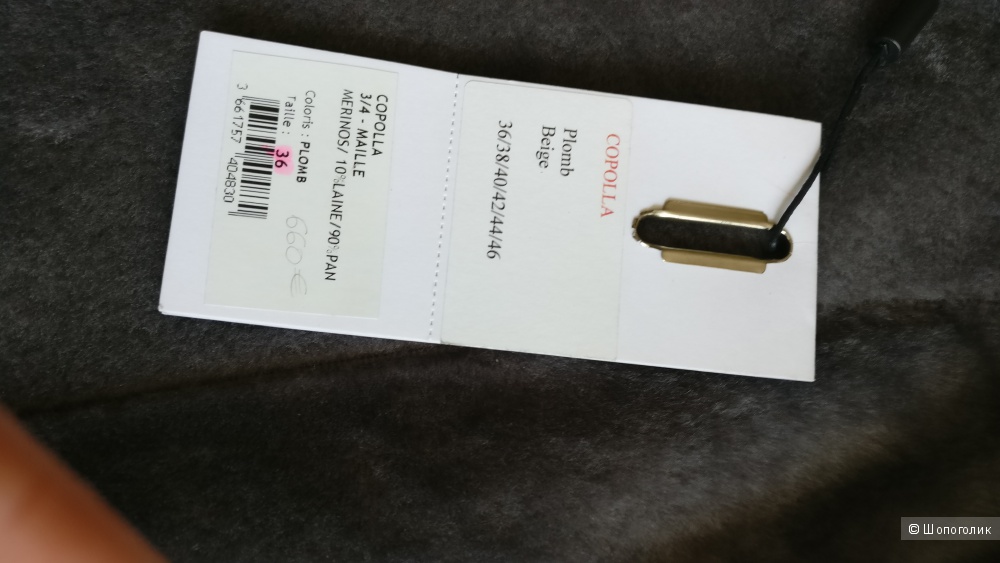 COPOLLA
Plomb
Beige
36/38/40/42/44/46
COPOLLA
3/4 - MAILLE
MERINOS/ 10%LAINE/90%PAN
Coloris : PLOMB
Taille : 36
3 661757 404830
660 €
© Шопоголик